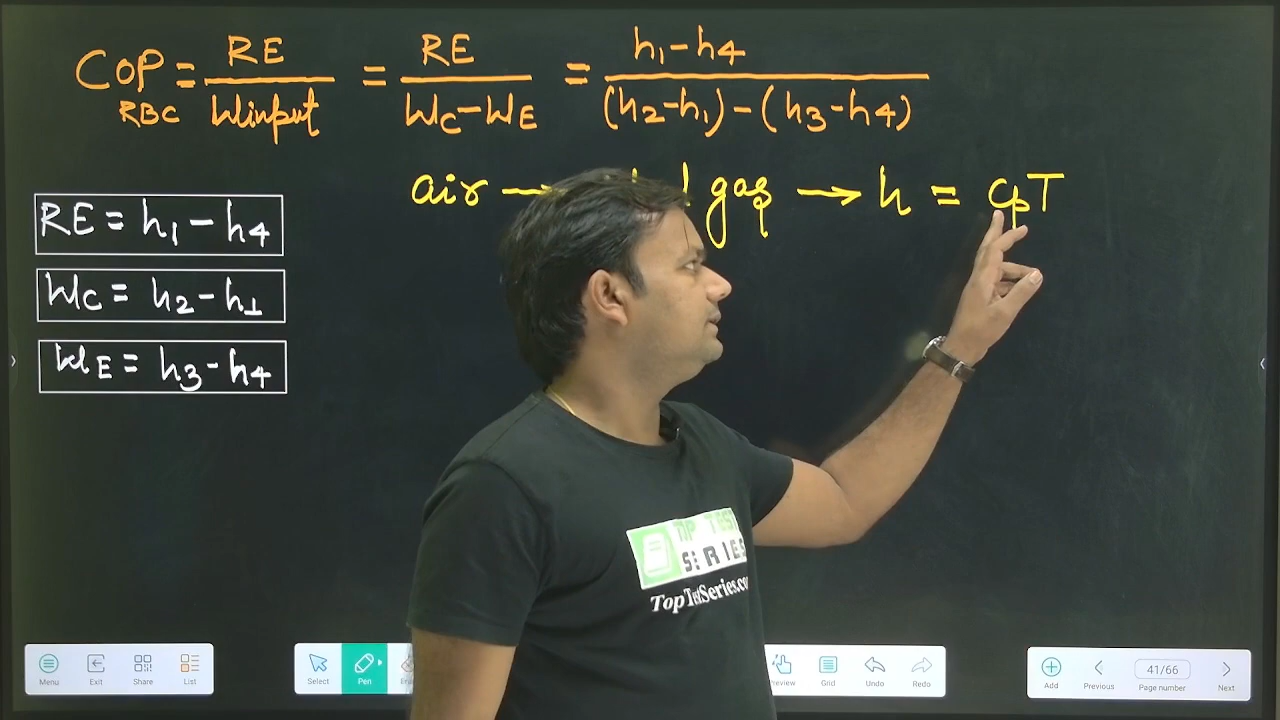 COP RBC = RE / Winput = RE / WC - WE = h1 - h4 / (h2 - h1) - (h3 - h4)
air → gas → h = cpT
RE = h1 - h4
WC = h2 - h1
WE = h3 - h4
TOP TEST
SERIES
TopTestSeries.co
Menu Exit Share List
Select Pen
Grid Undo Redo
Add Previous 41/66 Page number Next